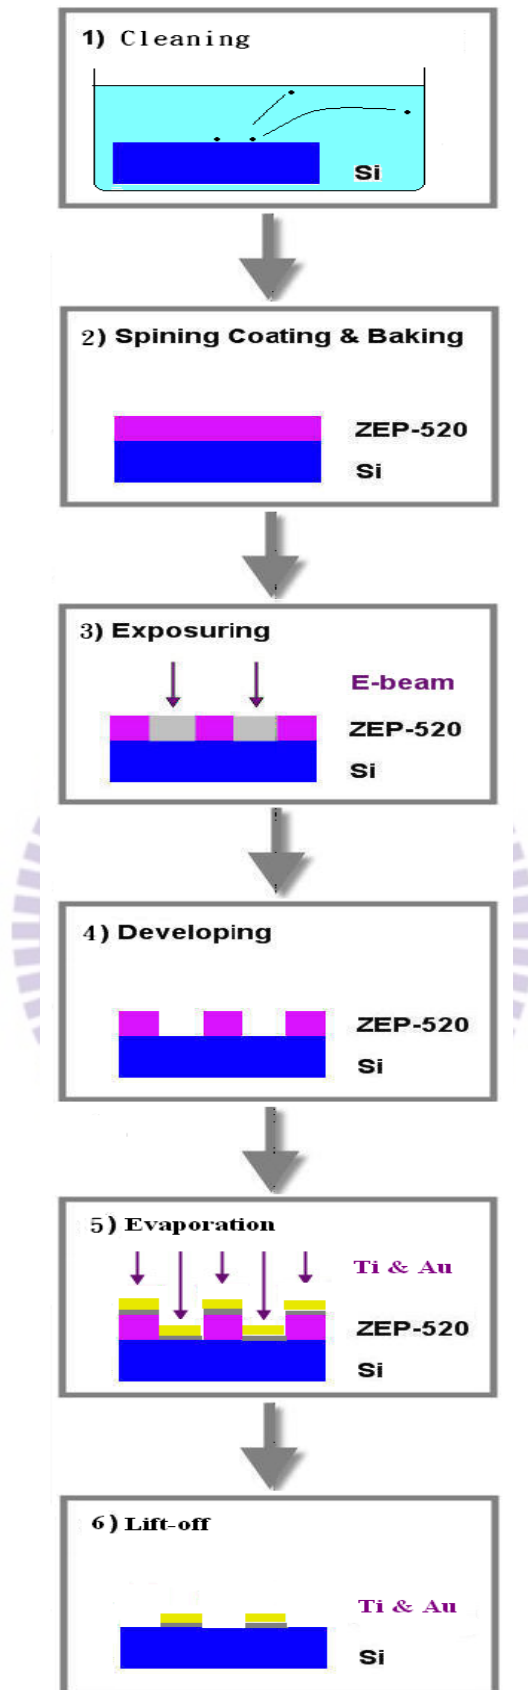 1) Cleaning
Si
2) Spining Coating & Baking
ZEP-520
Si
3) Exposuring
E-beam
ZEP-520
Si
4) Developing
ZEP-520
Si
5) Evaporation
Ti & Au
ZEP-520
Si
6) Lift-off
Ti & Au
Si